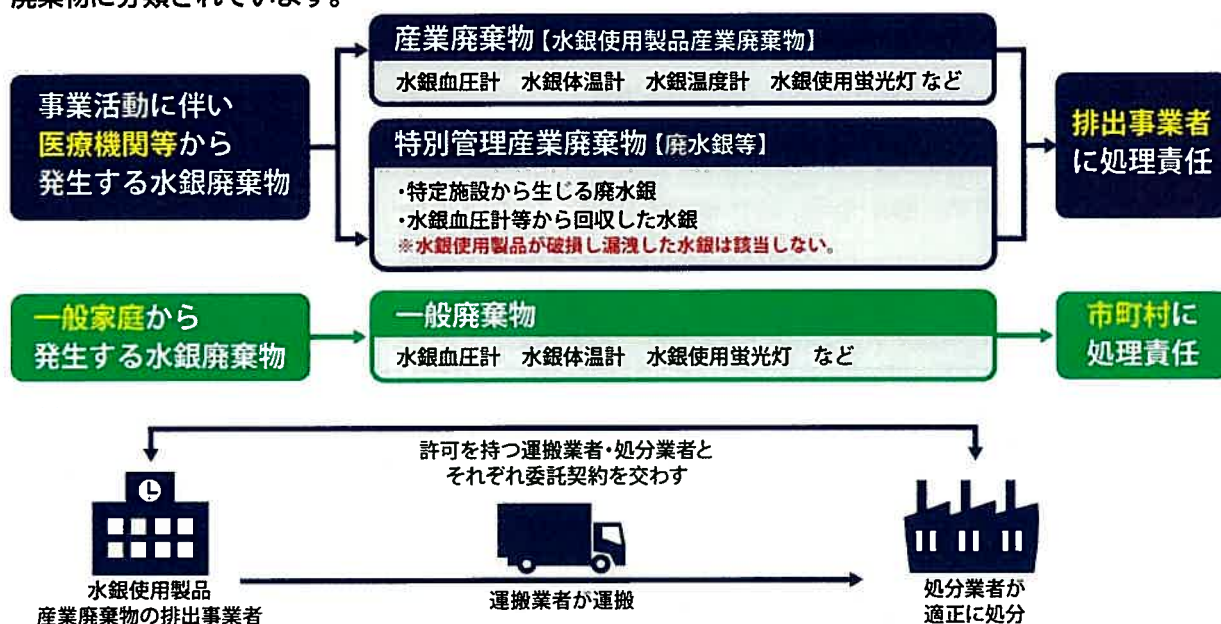 廃棄物に分類されています。
事業活動に伴い
医療機関等から
発生する水銀廃棄物
産業廃棄物【水銀使用製品産業廃棄物】
水銀血圧計 水銀体温計 水銀温度計 水銀使用蛍光灯 など
特別管理産業廃棄物【廃水銀等】
・特定施設から生じる廃水銀
・水銀血圧計等から回収した水銀
※水銀使用製品が破損し漏洩した水銀は該当しない。
排出事業者
に処理責任
一般家庭から
発生する水銀廃棄物
一般廃棄物
水銀血圧計 水銀体温計 水銀使用蛍光灯 など
市町村に
処理責任
許可を持つ運搬業者・処分業者と
それぞれ委託契約を交わす
水銀使用製品
産業廃棄物の排出事業者
運搬業者が運搬
処分業者が
適正に処分